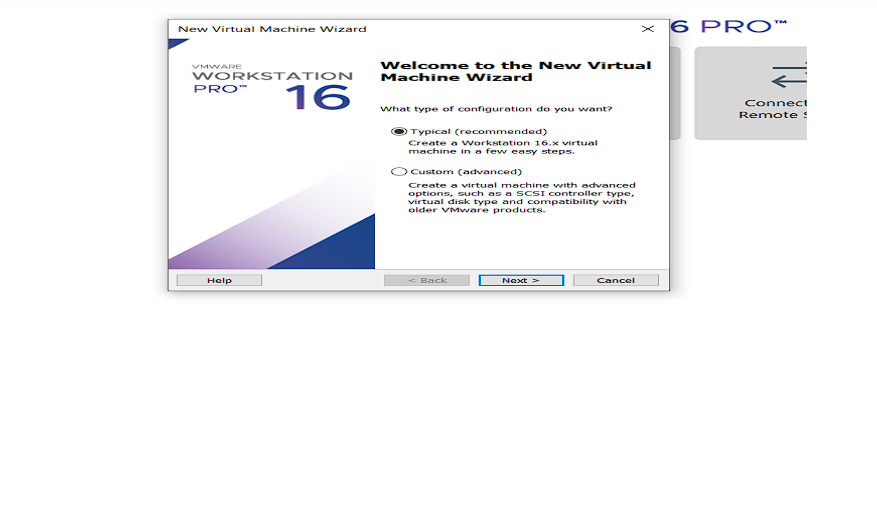 New Virtual Machine Wizard
6 PRO™
VMWARE
WORKSTATION
PRO™ 16
Welcome to the New Virtual
Machine Wizard
What type of configuration do you want?
Typical (recommended)
Create a Workstation 16.x virtual
machine in a few easy steps.
Custom (advanced)
Create a virtual machine with advanced
options, such as a SCSI controller type,
virtual disk type and compatibility with
older VMware products.
Connect
Remote S
Help
< Back
Next >
Cancel